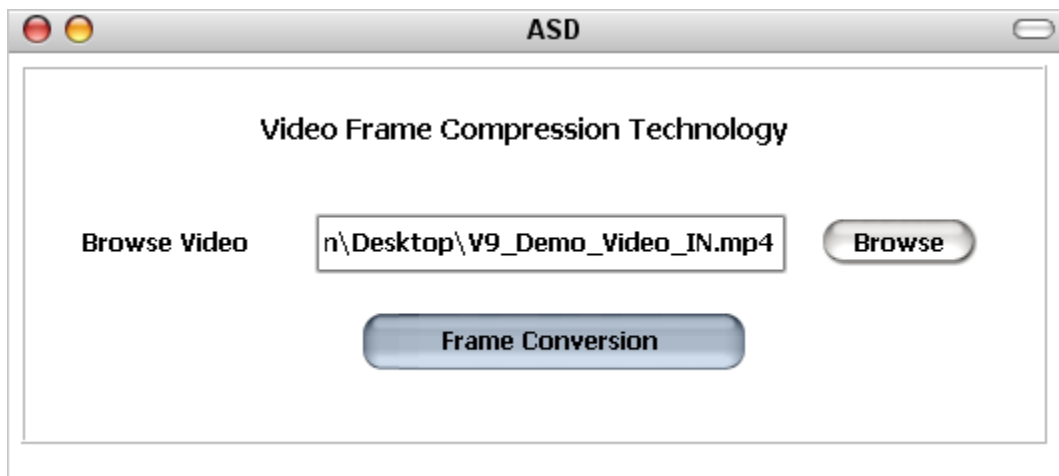 ASD
Video Frame Compression Technology
Browse Video n\Desktop\V9_Demo_Video_IN.mp4 Browse
Frame Conversion